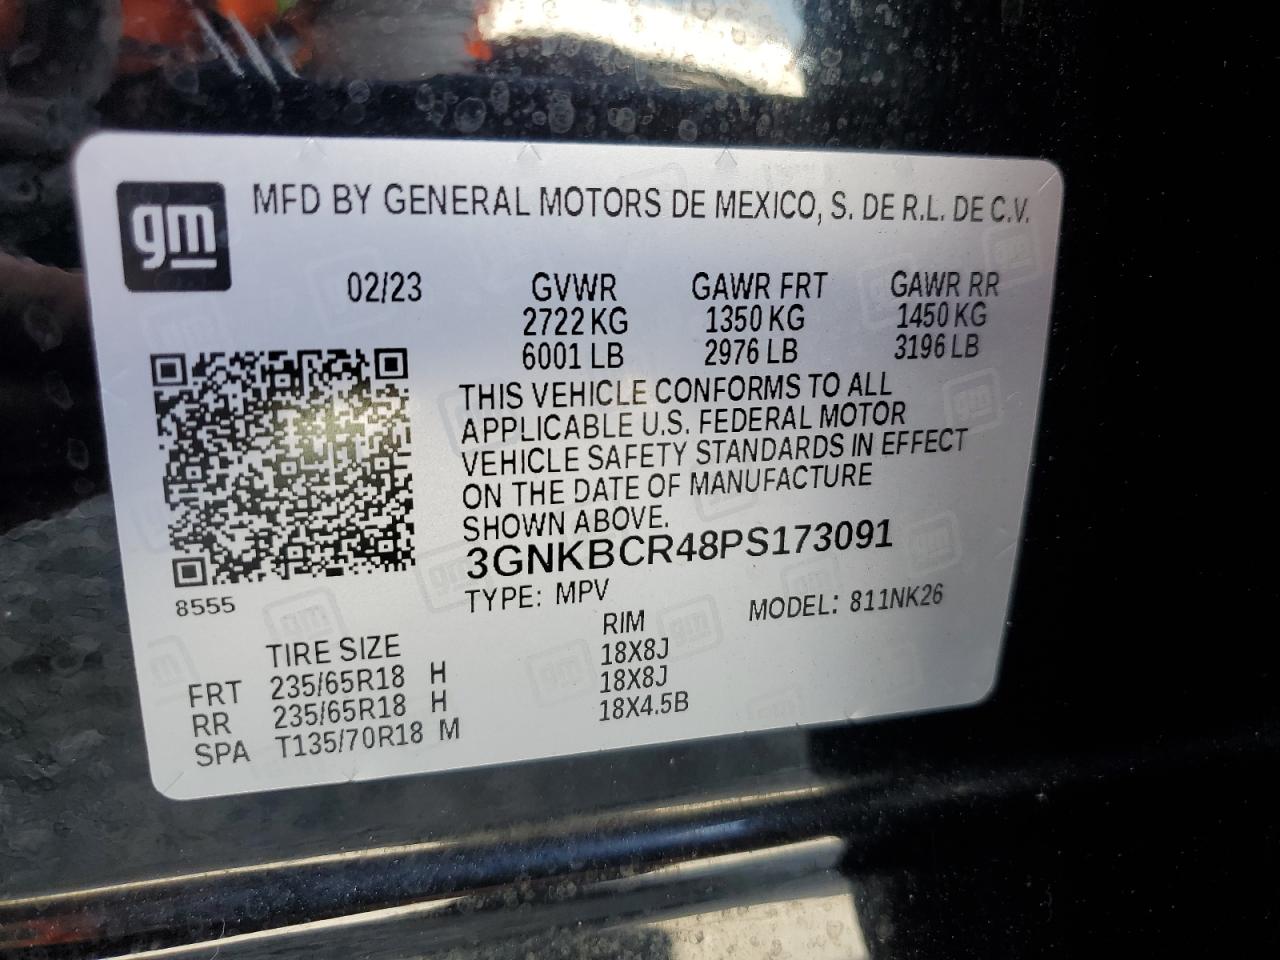 gm
MFD BY GENERAL MOTORS DE MEXICO, S. DE R.L. DE C.V.
02/23 GVWR GAWR FRT GAWR RR
2722 KG 1350 KG 1450 KG
6001 LB 2976 LB 3196 LB
THIS VEHICLE CONFORMS TO ALL
APPLICABLE U.S. FEDERAL MOTOR
VEHICLE SAFETY STANDARDS IN EFFECT
ON THE DATE OF MANUFACTURE
SHOWN ABOVE.
3GNKBCR48PS173091
8555
TYPE: MPV MODEL: 811NK26
TIRE SIZE RIM
FRT 235/65R18 H 18X8J
RR 235/65R18 H 18X8J
SPA T135/70R18 M 18X4.5B